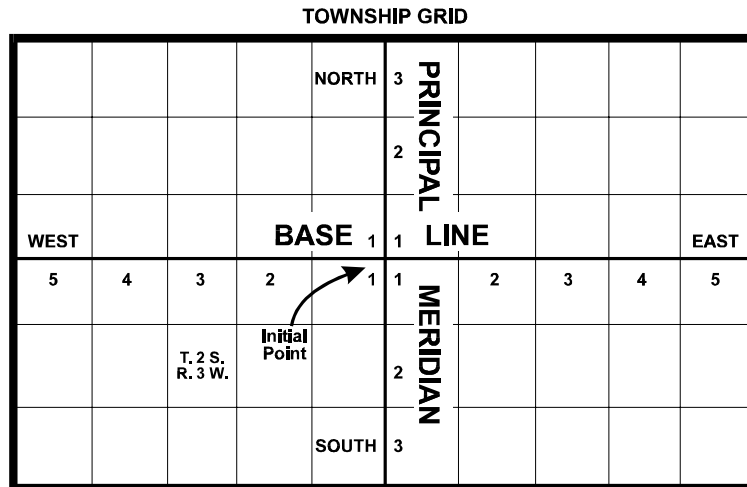 TOWNSHIP GRID
NORTH 3
PRINCIPAL
2
WEST BASE 1 1 LINE EAST
5 4 3 2 1 1 2 3 4 5
MERIDIAN
Initial
Point
T. 2 S.
R. 3 W.
2
SOUTH 3